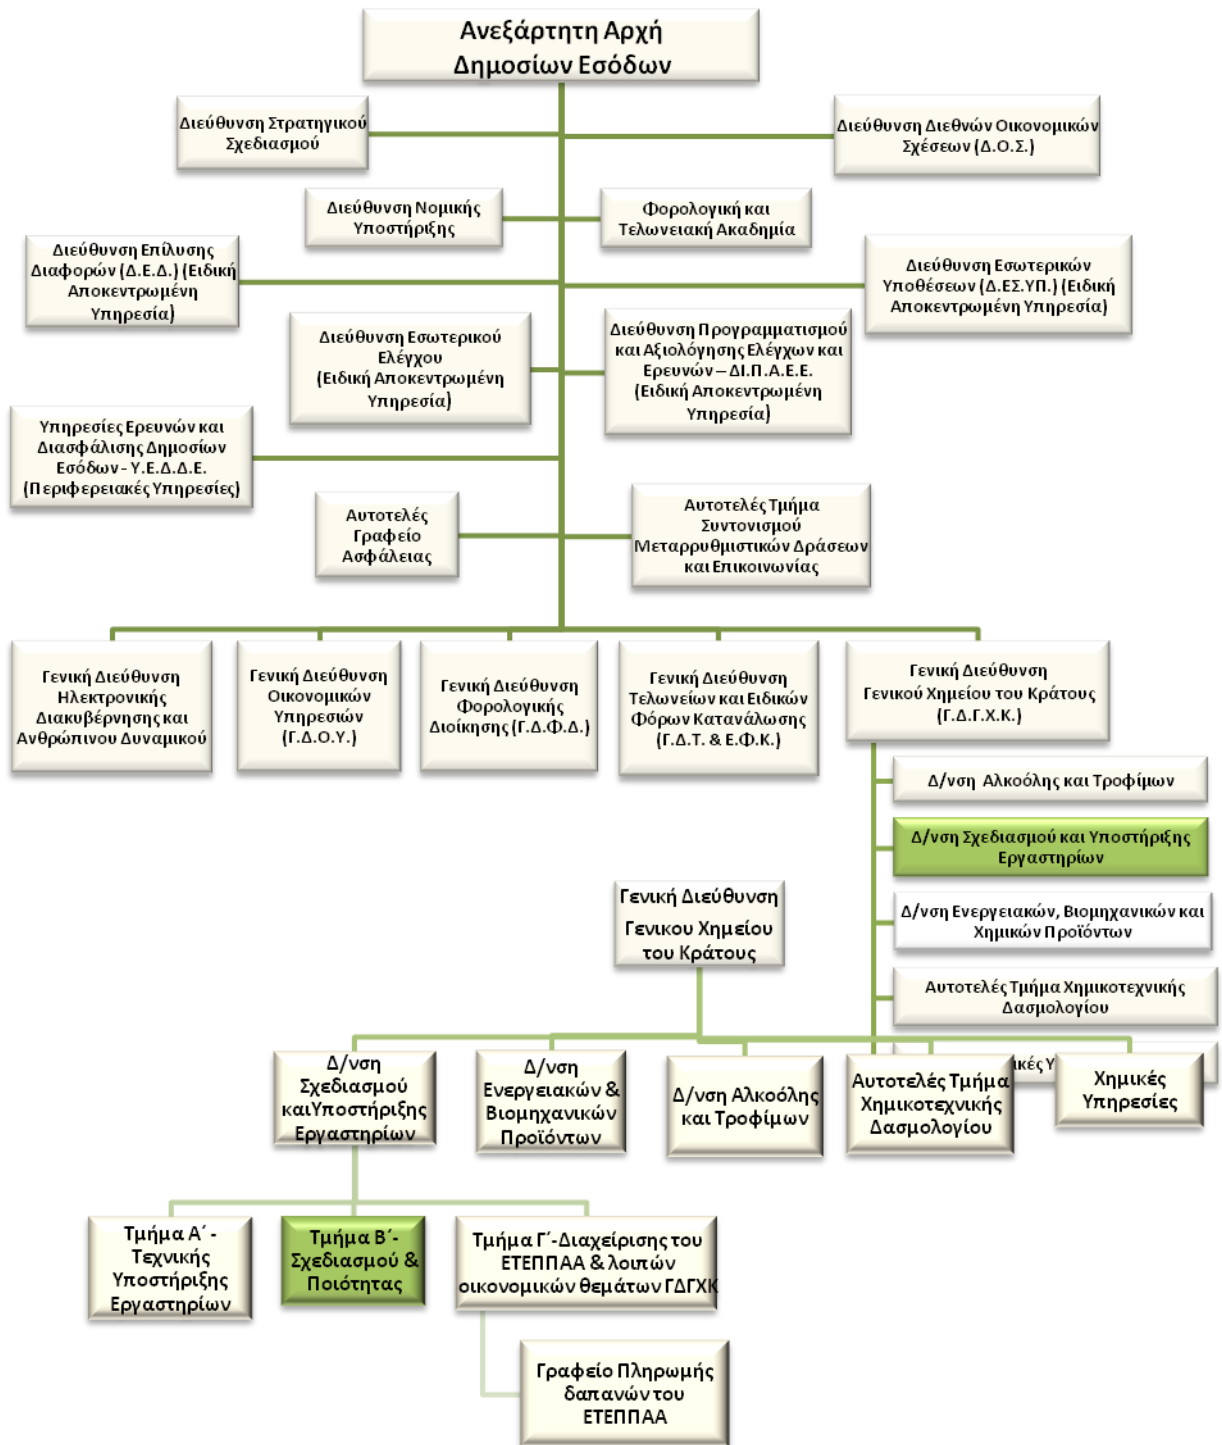 Ανεξάρτητη Αρχή
Δημοσίων Εσόδων
Διεύθυνση Στρατηγικού
Σχεδιασμού
Διεύθυνση Διεθνών Οικονομικών
Σχέσεων (Δ.Ο.Σ.)
Διεύθυνση Νομικής
Υποστήριξης
Φορολογική και
Τελωνειακή Ακαδημία
Διεύθυνση Επίλυσης
Διαφορών (Δ.Ε.Δ.) (Ειδική
Αποκεντρωμένη
Υπηρεσία)
Διεύθυνση Εσωτερικών
Υποθέσεων (Δ.ΕΣ.ΥΠ.) (Ειδική
Αποκεντρωμένη Υπηρεσία)
Διεύθυνση Εσωτερικού
Ελέγχου
(Ειδική Αποκεντρωμένη
Υπηρεσία)
Διεύθυνση Προγραμματισμού
και Αξιολόγησης Ελέγχων και
Ερευνών – ΔΙ.Π.Α.Ε.Ε.
(Ειδική Αποκεντρωμένη
Υπηρεσία)
Υπηρεσίες Ερευνών και
Διασφάλισης Δημοσίων
Εσόδων - Υ.Ε.Δ.Δ.Ε.
(Περιφερειακές Υπηρεσίες)
Αυτοτελές
Γραφείο
Ασφάλειας
Αυτοτελές Τμήμα
Συντονισμού
Μεταρρυθμιστικών Δράσεων
και Επικοινωνίας
Γενική Διεύθυνση
Ηλεκτρονικής
Διακυβέρνησης και
Ανθρώπινου Δυναμικού
Γενική Διεύθυνση
Οικονομικών
Υπηρεσιών
(Γ.Δ.Ο.Υ.)
Γενική Διεύθυνση
Φορολογικής
Διοίκησης (Γ.Δ.Φ.Δ.)
Γενική Διεύθυνση
Τελωνείων και Ειδικών
Φόρων Κατανάλωσης
(Γ.Δ.Τ. & Ε.Φ.Κ.)
Γενική Διεύθυνση
Γενικού Χημείου του Κράτους
(Γ.Δ.Γ.Χ.Κ.)
Δ/νση Αλκοόλης και Τροφίμων
Δ/νση Σχεδιασμού και Υποστήριξης
Εργαστηρίων
Δ/νση Ενεργειακών, Βιομηχανικών και
Χημικών Προϊόντων
Αυτοτελές Τμήμα Χημικοτεχνικής
Δασμολογίου
Γενική Διεύθυνση
Γενικου Χημείου
του Κράτους
Δ/νση
Σχεδιασμού
καιΥποστήριξης
Εργαστηρίων
Δ/νση
Ενεργειακών &
Βιομηχανικών
Προϊόντων
Δ/νση Αλκοόλης
και Τροφίμων
Αυτοτελές Τμήμα
Χημικοτεχνικής
Δασμολογίου
Χημικές
Υπηρεσίες
Τμήμα Α΄ -
Τεχνικής
Υποστήριξης
Εργαστηρίων
Τμήμα Β΄-
Σχεδιασμού &
Ποιότητας
Τμήμα Γ΄-Διαχείρισης του
ΕΤΕΠΠΑΑ & λοιπών
οικονομικών θεμάτων ΓΔΓΧΚ
Γραφείο Πληρωμής
δαπανών του
ΕΤΕΠΠΑΑ